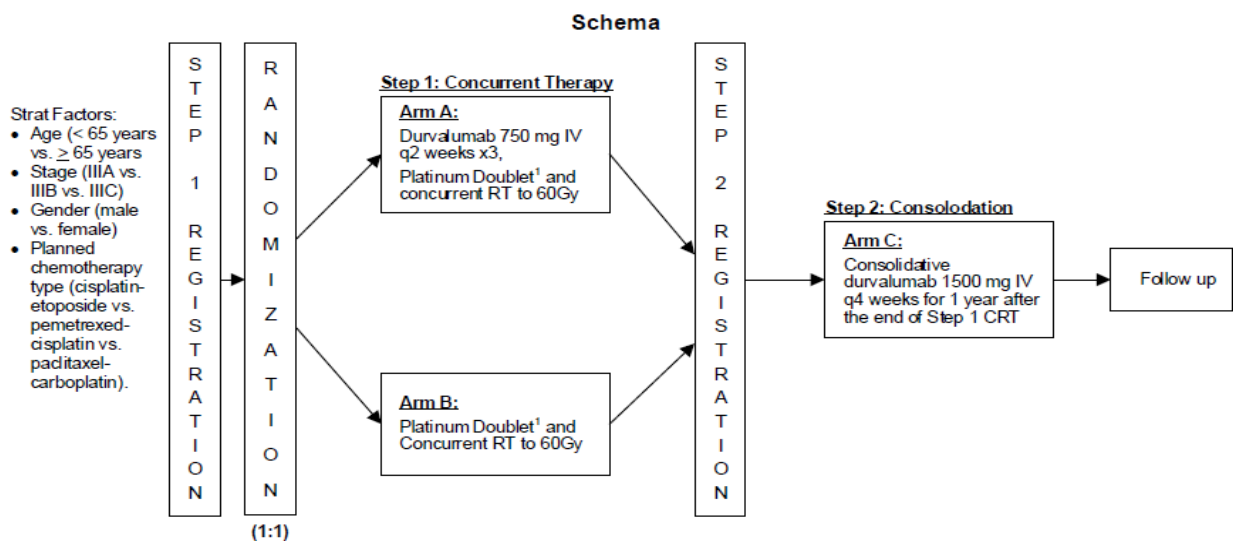 Schema
Strat Factors:
• Age (< 65 years
vs. > 65 years
• Stage (IIIA vs.
IIIB vs. IIIC)
• Gender (male
vs. female)
• Planned
chemotherapy
type (cisplatin-
etoposide vs.
pemetrexed-
cisplatin vs.
paclitaxel-
carboplatin).
STEP 1 REGISTRATION
RANDOMIZATION
(1:1)
Step 1: Concurrent Therapy
Arm A:
Durvalumab 750 mg IV
q2 weeks x3,
Platinum Doublet¹ and
concurrent RT to 60Gy
Arm B:
Platinum Doublet¹ and
Concurrent RT to 60Gy
STEP 2 REGISTRATION
Step 2: Consolodation
Arm C:
Consolidative
durvalumab 1500 mg IV
q4 weeks for 1 year after
the end of Step 1 CRT
Follow up